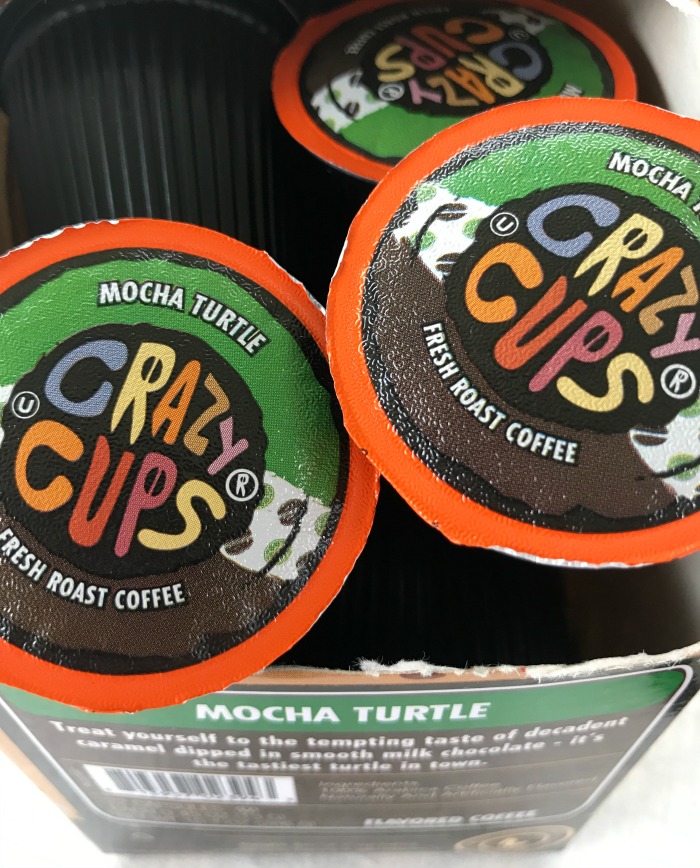 CRAZY
CUPS®
MOCHA
CRAZY
CUPS®
FRESH ROAST COFFEE
MOCHA TURTLE
CRAZY
CUPS®
FRESH ROAST COFFEE
MOCHA TURTLE
Treat yourself to the tempting taste of decadent
caramel dipped in smooth milk chocolate - it's
the tastiest turtle in town.
Ingredients
FLAVORED COFFEE